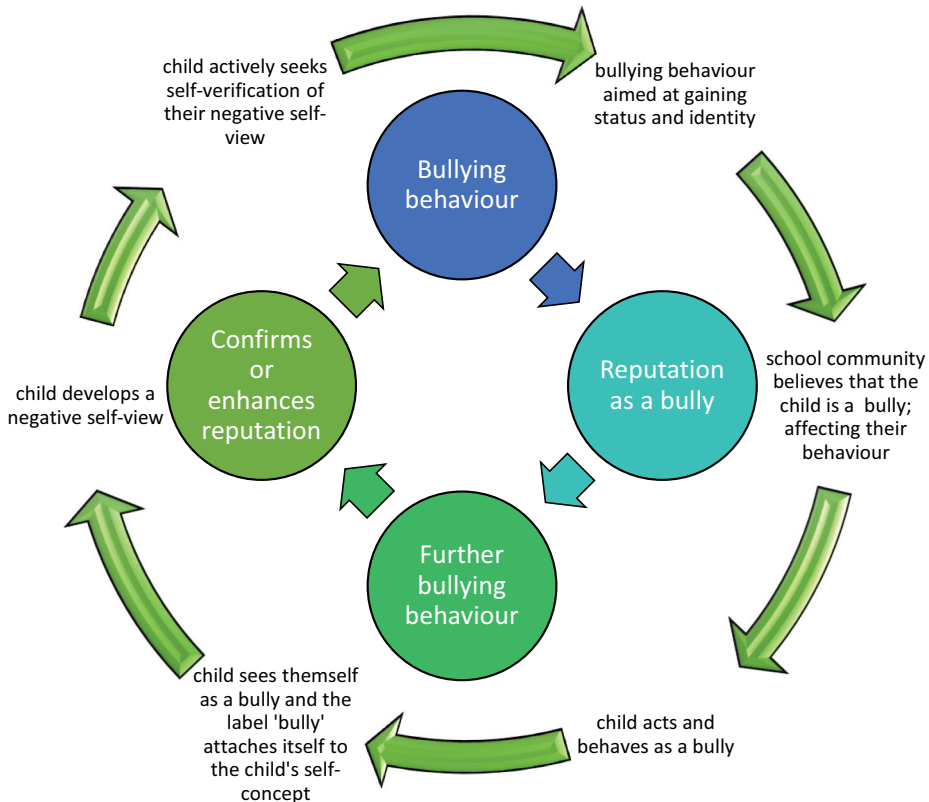 child actively seeks
self-verification of
their negative self-
view
bullying behaviour
aimed at gaining
status and identity
Bullying
behaviour
Confirms
or
enhances
reputation
Reputation
as a bully
child develops a
negative self-view
school community
believes that the
child is a  bully;
affecting their
behaviour
Further
bullying
behaviour
child sees themself
as a bully and the
label 'bully'
attaches itself to
the child's self-
concept
child acts and
behaves as a bully